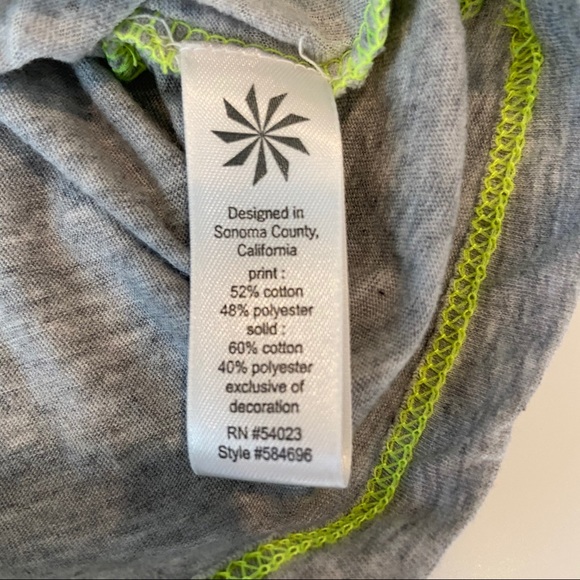 Designed in
Sonoma County,
California
print :
52% cotton
48% polyester
solid :
60% cotton
40% polyester
exclusive of
decoration
RN #54023
Style #584696